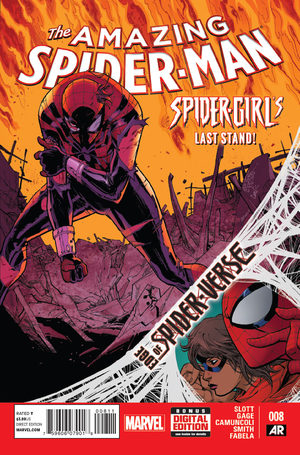 The AMAZING
SPIDER-MAN
SPIDER-GIRL'S
LAST STAND!
EDGE OF
SPIDER-VERSE
RATED T
$3.99 US
DIRECT EDITION
MARVEL.COM
MARVEL
BONUS
DIGITAL
EDITION
SLOTT
GAGE
CAMUNCOLI
SMITH
FABELA
008
AR